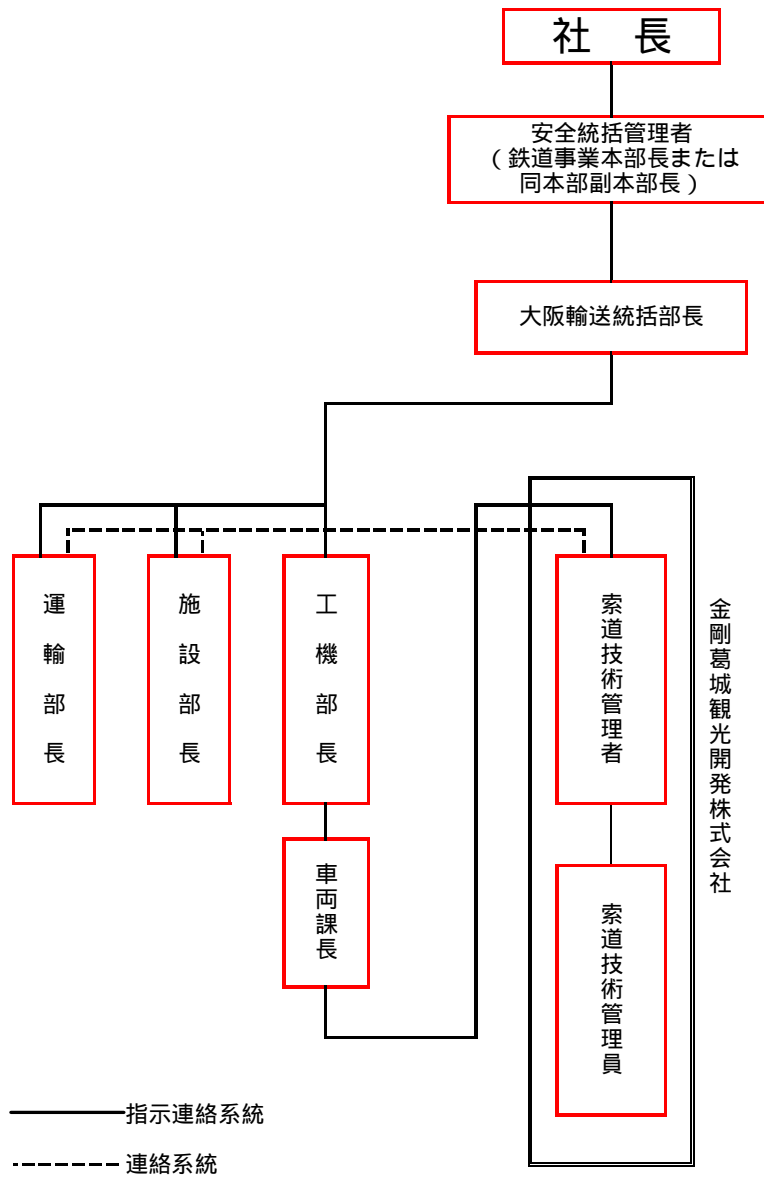 社　長
安全統括管理者
（鉄道事業本部長または
同本部副本部長）
大阪輸送統括部長
運輸部長
施設部長
工機部長
索道技術管理者
金剛葛城観光開発株式会社
車両課長
索道技術管理員
指示連絡系統
連絡系統